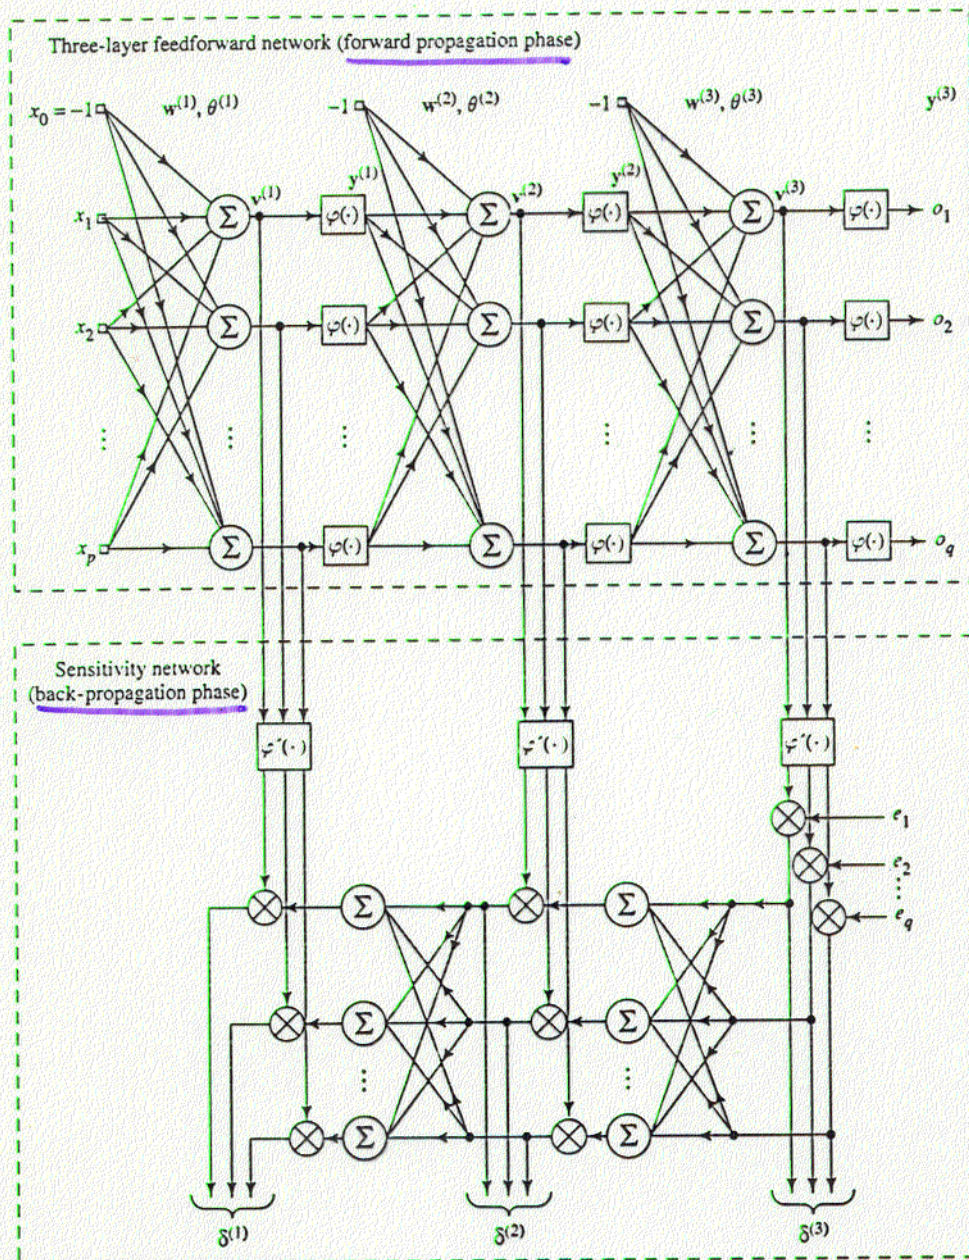 Three-layer feedforward network (forward propagation phase)
x₀ = −1 w⁽¹⁾, θ⁽¹⁾ −1 w⁽²⁾, θ⁽²⁾ −1 w⁽³⁾, θ⁽³⁾ y⁽³⁾
v⁽¹⁾ y⁽¹⁾ v⁽²⁾ y⁽²⁾ v⁽³⁾
x₁ Σ φ(·) Σ φ(·) Σ φ(·) o₁
x₂ Σ φ(·) Σ φ(·) Σ φ(·) o₂
⋮ ⋮ ⋮ ⋮ ⋮ ⋮
xₚ Σ φ(·) Σ φ(·) Σ φ(·) o_q
Sensitivity network
(back-propagation phase)
φ′(·) φ′(·) φ′(·)
e₁
e₂
⋮
Σ Σ e_q
Σ Σ
⋮ ⋮
Σ Σ
δ⁽¹⁾ δ⁽²⁾ δ⁽³⁾